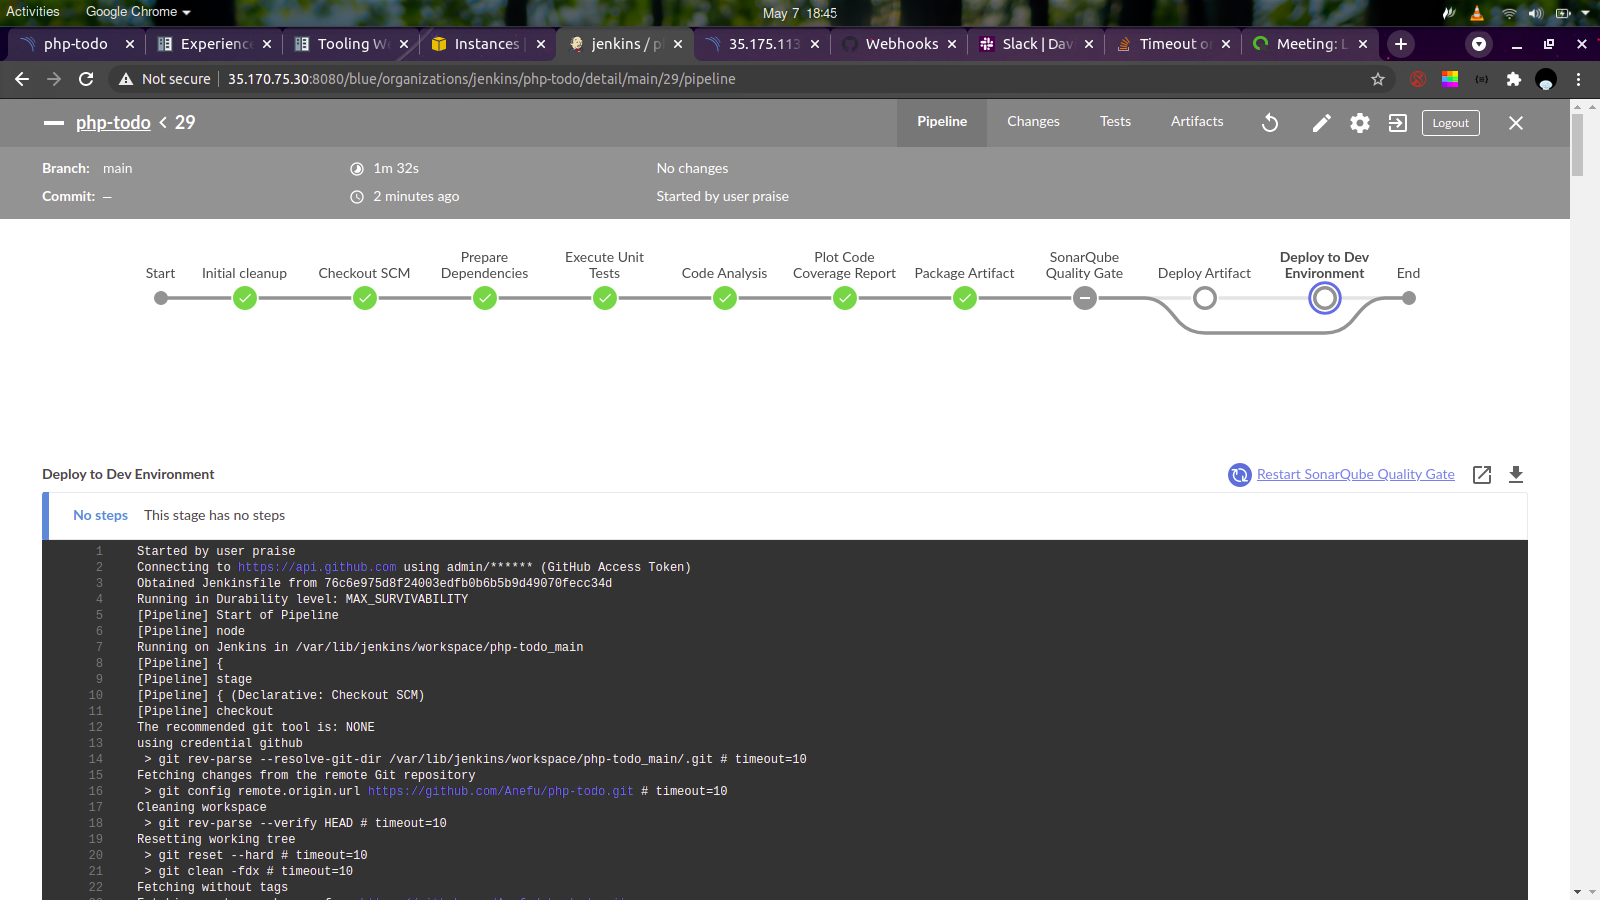 Activities Google Chrome May 7 18:45
php-todo Experienc Tooling W Instances | jenkins / p 35.175.113 Webhooks Slack | Dav Timeout o Meeting: L
Not secure 35.170.75.30:8080/blue/organizations/jenkins/php-todo/detail/main/29/pipeline
php-todo < 29 Pipeline Changes Tests Artifacts Logout
Branch: main 1m 32s No changes
Commit: – 2 minutes ago Started by user praise
Start
Initial cleanup
Checkout SCM
Prepare
Dependencies
Execute Unit
Tests
Code Analysis
Plot Code
Coverage Report
Package Artifact
SonarQube
Quality Gate
Deploy Artifact
Deploy to Dev
Environment
End
Deploy to Dev Environment Restart SonarQube Quality Gate
No steps This stage has no steps
1 Started by user praise
2 Connecting to https://api.github.com using admin/****** (GitHub Access Token)
3 Obtained Jenkinsfile from 76c6e975d8f24003edfb0b6b5b9d49070fecc34d
4 Running in Durability level: MAX_SURVIVABILITY
5 [Pipeline] Start of Pipeline
6 [Pipeline] node
7 Running on Jenkins in /var/lib/jenkins/workspace/php-todo_main
8 [Pipeline] {
9 [Pipeline] stage
10 [Pipeline] { (Declarative: Checkout SCM)
11 [Pipeline] checkout
12 The recommended git tool is: NONE
13 using credential github
14 > git rev-parse --resolve-git-dir /var/lib/jenkins/workspace/php-todo_main/.git # timeout=10
15 Fetching changes from the remote Git repository
16 > git config remote.origin.url https://github.com/Anefu/php-todo.git # timeout=10
17 Cleaning workspace
18 > git rev-parse --verify HEAD # timeout=10
19 Resetting working tree
20 > git reset --hard # timeout=10
21 > git clean -fdx # timeout=10
22 Fetching without tags